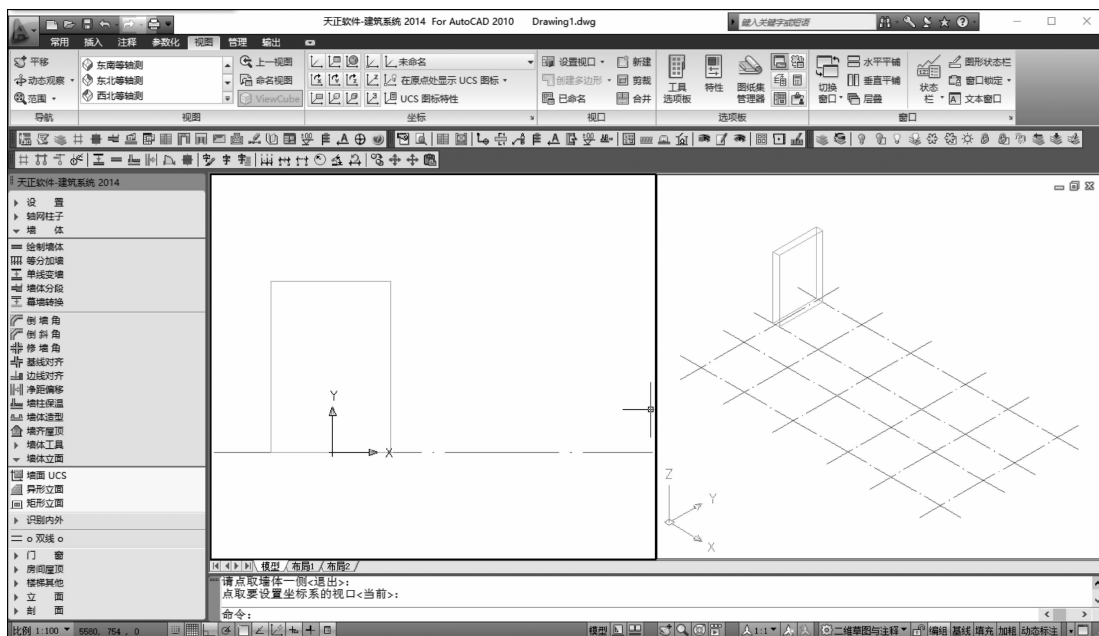 天正软件-建筑系统 2014 For AutoCAD 2010 Drawing1.dwg
键入关键字或短语
常用 插入 注释 参数化 视图 管理 输出
平移
动态观察
范围
导航
东南等轴测
东北等轴测
西北等轴测
视图
上一视图
命名视图
ViewCube
未命名
在原点处显示 UCS 图标
UCS 图标特性
坐标
设置视口
新建
创建多边形
剪裁
已命名
合并
视口
工具
选项板
特性
图纸集
管理器
选项板
切换
窗口
水平平铺
垂直平铺
层叠
状态
栏
图形状态栏
窗口锁定
文本窗口
窗口
天正软件-建筑系统 2014
设 置
轴网柱子
墙 体
绘制墙体
等分加墙
单线变墙
墙体分段
幕墙转换
倒墙角
倒斜角
修墙角
基线对齐
边线对齐
净距偏移
墙柱保温
墙体造型
墙齐屋顶
墙体工具
墙体立面
墙面 UCS
异形立面
矩形立面
识别内外
双线
门 窗
房间屋顶
楼梯其他
立 面
剖 面
Y
X
Z
Y
X
模型 布局1 布局2
请点取墙体一侧<退出>:
点取要设置坐标系的视口<当前>:
命令:
比例 1:100 5580, 754 , 0
模型
1:1
二维草图与注释
编组 基线 填充 加粗 动态标注